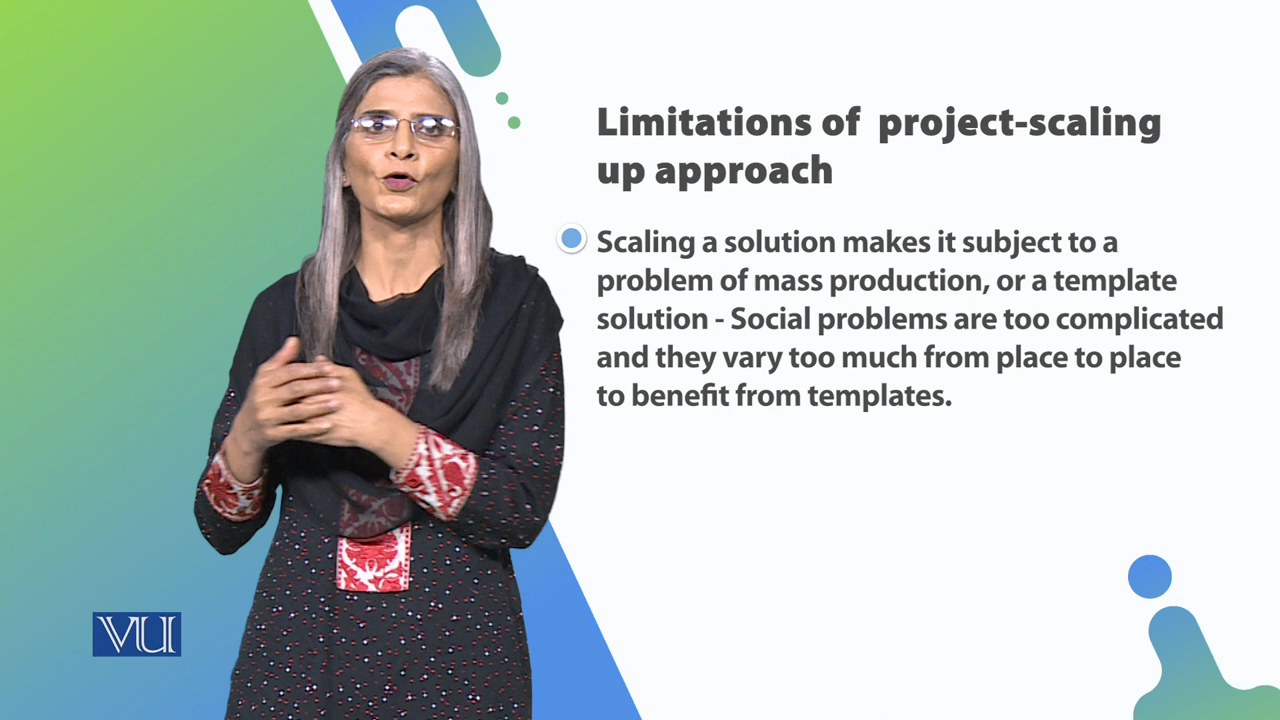 Limitations of  project-scaling
up approach
Scaling a solution makes it subject to a
problem of mass production, or a template
solution - Social problems are too complicated
and they vary too much from place to place
to benefit from templates.
VU